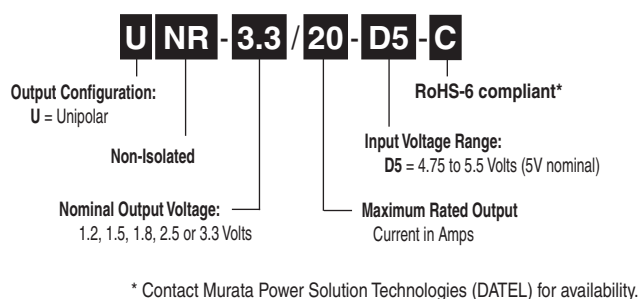 U NR - 3.3 / 20 - D5 - C
Output Configuration:
U = Unipolar
RoHS-6 compliant*
Non-Isolated
Input Voltage Range:
D5 = 4.75 to 5.5 Volts (5V nominal)
Nominal Output Voltage:
1.2, 1.5, 1.8, 2.5 or 3.3 Volts
Maximum Rated Output
Current in Amps
* Contact Murata Power Solution Technologies (DATEL) for availability.